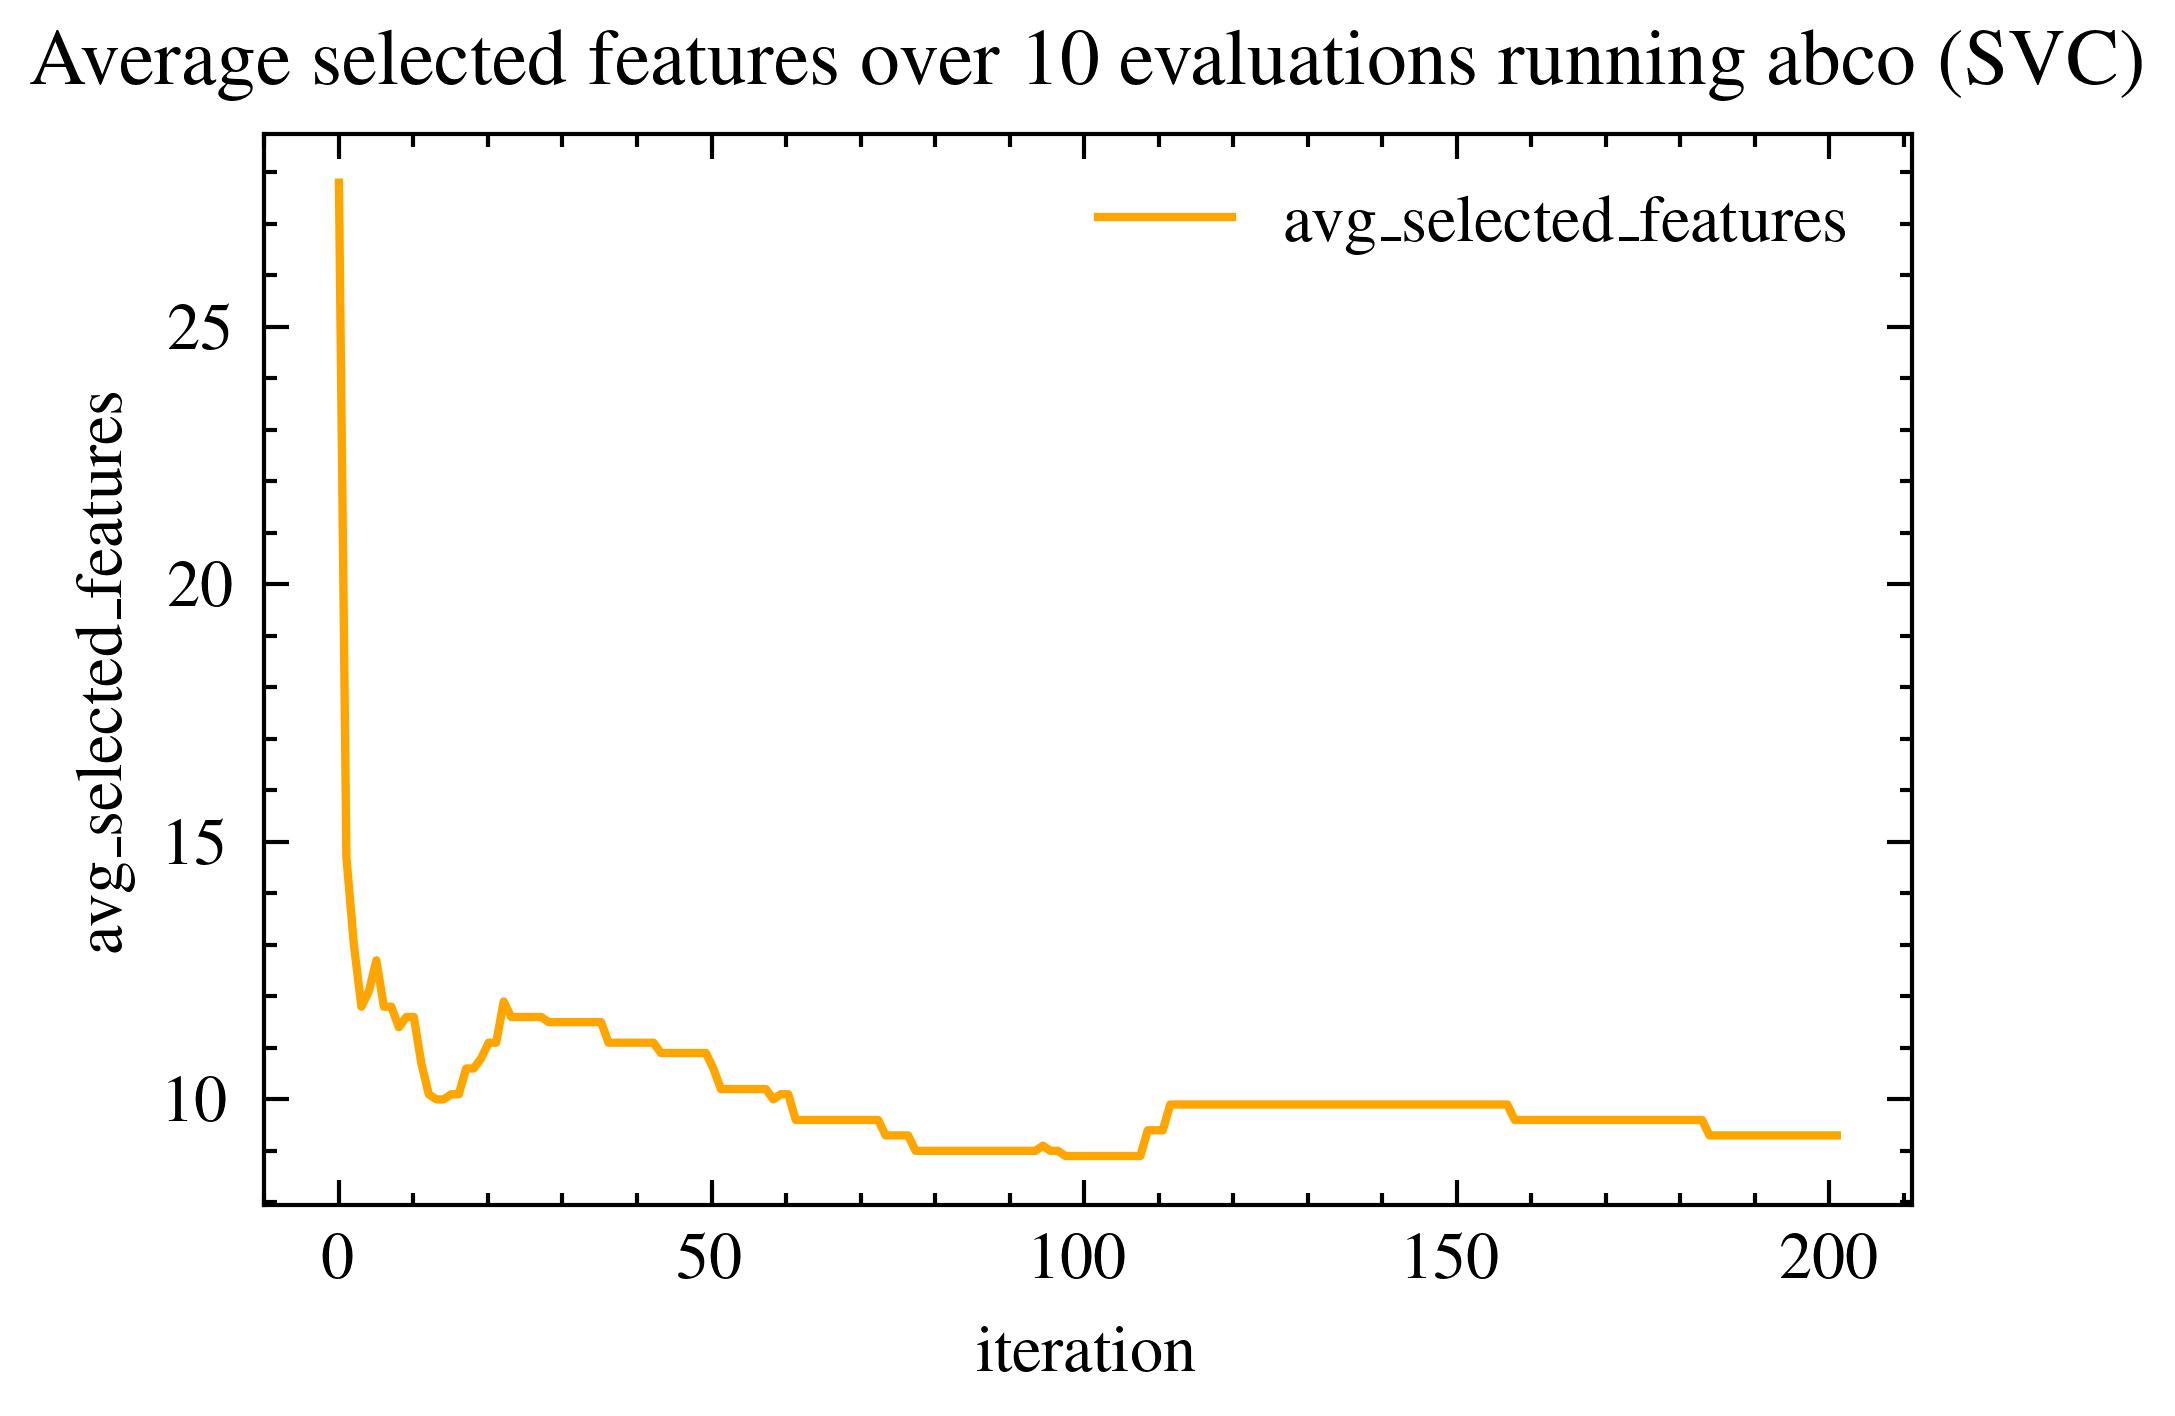 Average selected features over 10 evaluations running abco (SVC)
avg_selected_features
25
20
15
10
avg_selected_features
0 50 100 150 200
iteration